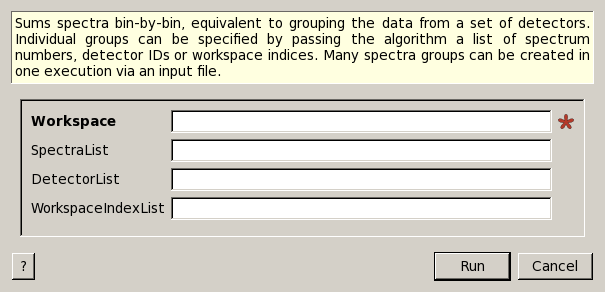 Sums spectra bin-by-bin, equivalent to grouping the data from a set of detectors.
Individual groups can be specified by passing the algorithm a list of spectrum
numbers, detector IDs or workspace indices. Many spectra groups can be created in
one execution via an input file.
Workspace
SpectraList
DetectorList
WorkspaceIndexList
? Run Cancel